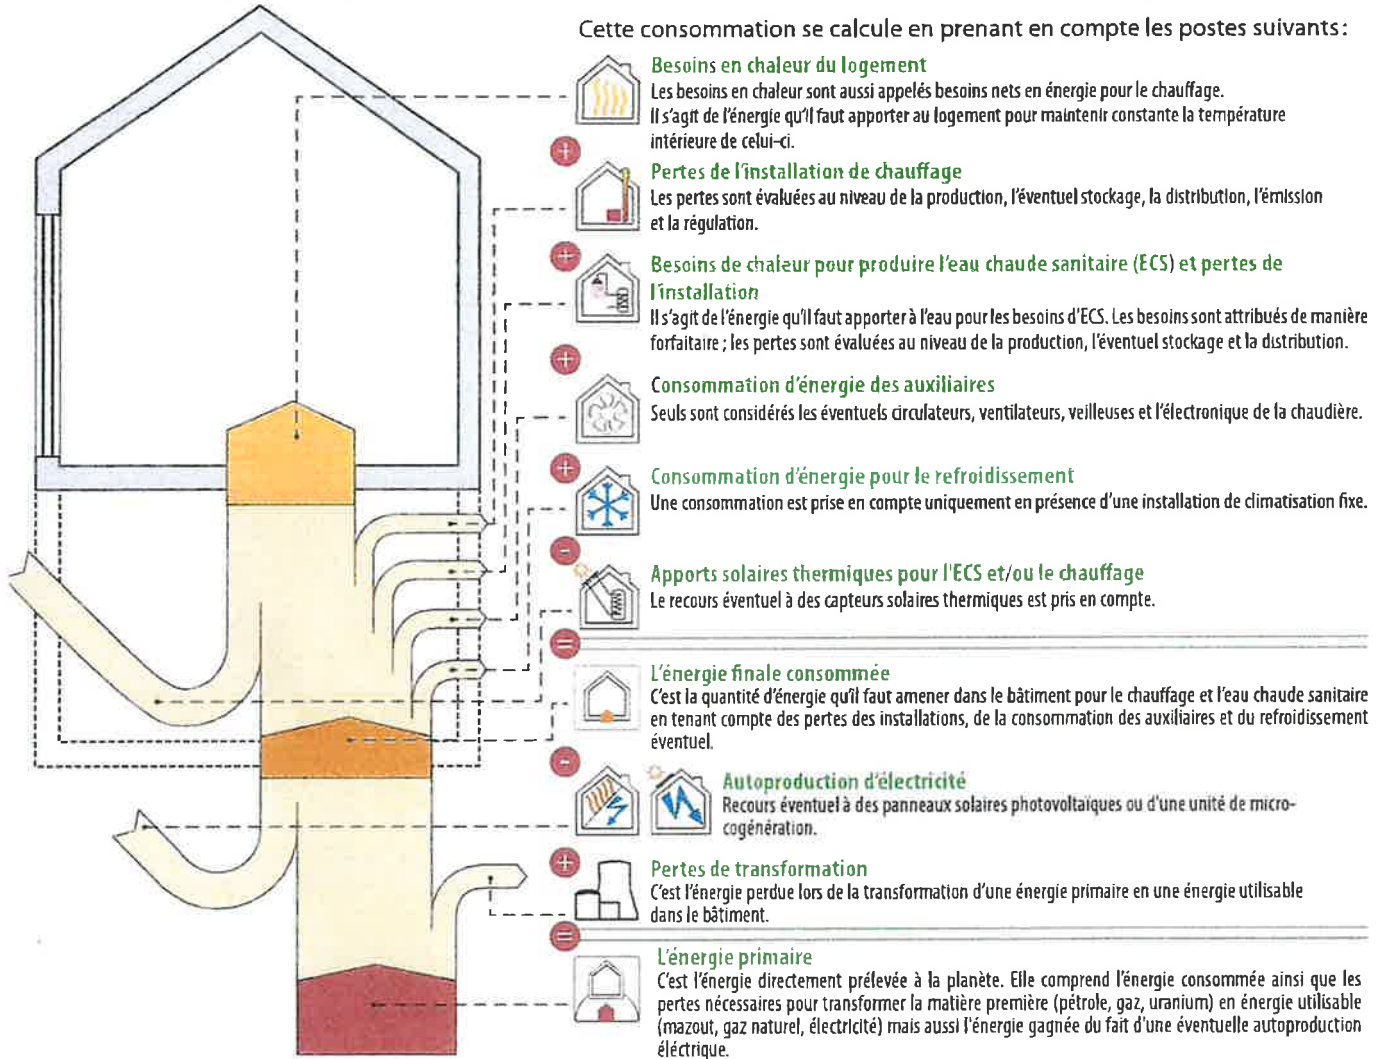 Cette consommation se calcule en prenant en compte les postes suivants :
Besoins en chaleur du logement
Les besoins en chaleur sont aussi appelés besoins nets en énergie pour le chauffage.
Il s'agit de l'énergie qu'il faut apporter au logement pour maintenir constante la température
intérieure de celui-ci.
+
Pertes de l'installation de chauffage
Les pertes sont évaluées au niveau de la production, l'éventuel stockage, la distribution, l'émission
et la régulation.
+
Besoins de chaleur pour produire l'eau chaude sanitaire (ECS) et pertes de
l'installation
Il s'agit de l'énergie qu'il faut apporter à l'eau pour les besoins d'ECS. Les besoins sont attribués de manière
forfaitaire ; les pertes sont évaluées au niveau de la production, l'éventuel stockage et la distribution.
+
Consommation d'énergie des auxiliaires
Seuls sont considérés les éventuels circulateurs, ventilateurs, veilleuses et l'électronique de la chaudière.
+
Consommation d'énergie pour le refroidissement
Une consommation est prise en compte uniquement en présence d'une installation de climatisation fixe.
-
Apports solaires thermiques pour l'ECS et/ou le chauffage
Le recours éventuel à des capteurs solaires thermiques est pris en compte.
=
L'énergie finale consommée
C'est la quantité d'énergie qu'il faut amener dans le bâtiment pour le chauffage et l'eau chaude sanitaire
en tenant compte des pertes des installations, de la consommation des auxiliaires et du refroidissement
éventuel.
-
Autoproduction d'électricité
Recours éventuel à des panneaux solaires photovoltaïques ou d'une unité de micro-
cogénération.
+
Pertes de transformation
C'est l'énergie perdue lors de la transformation d'une énergie primaire en une énergie utilisable
dans le bâtiment.
=
L'énergie primaire
C'est l'énergie directement prélevée à la planète. Elle comprend l'énergie consommée ainsi que les
pertes nécessaires pour transformer la matière première (pétrole, gaz, uranium) en énergie utilisable
(mazout, gaz naturel, électricité) mais aussi l'énergie gagnée du fait d'une éventuelle autoproduction
éléctrique.